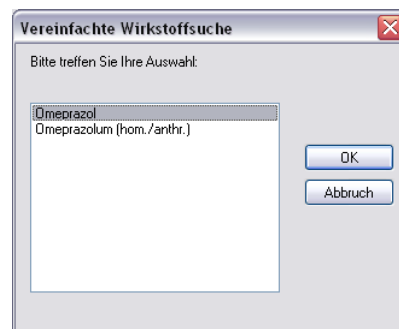 Vereinfachte Wirkstoffsuche
Bitte treffen Sie Ihre Auswahl:
Omeprazol
Omeprazolum (hom./anthr.)
OK
Abbruch